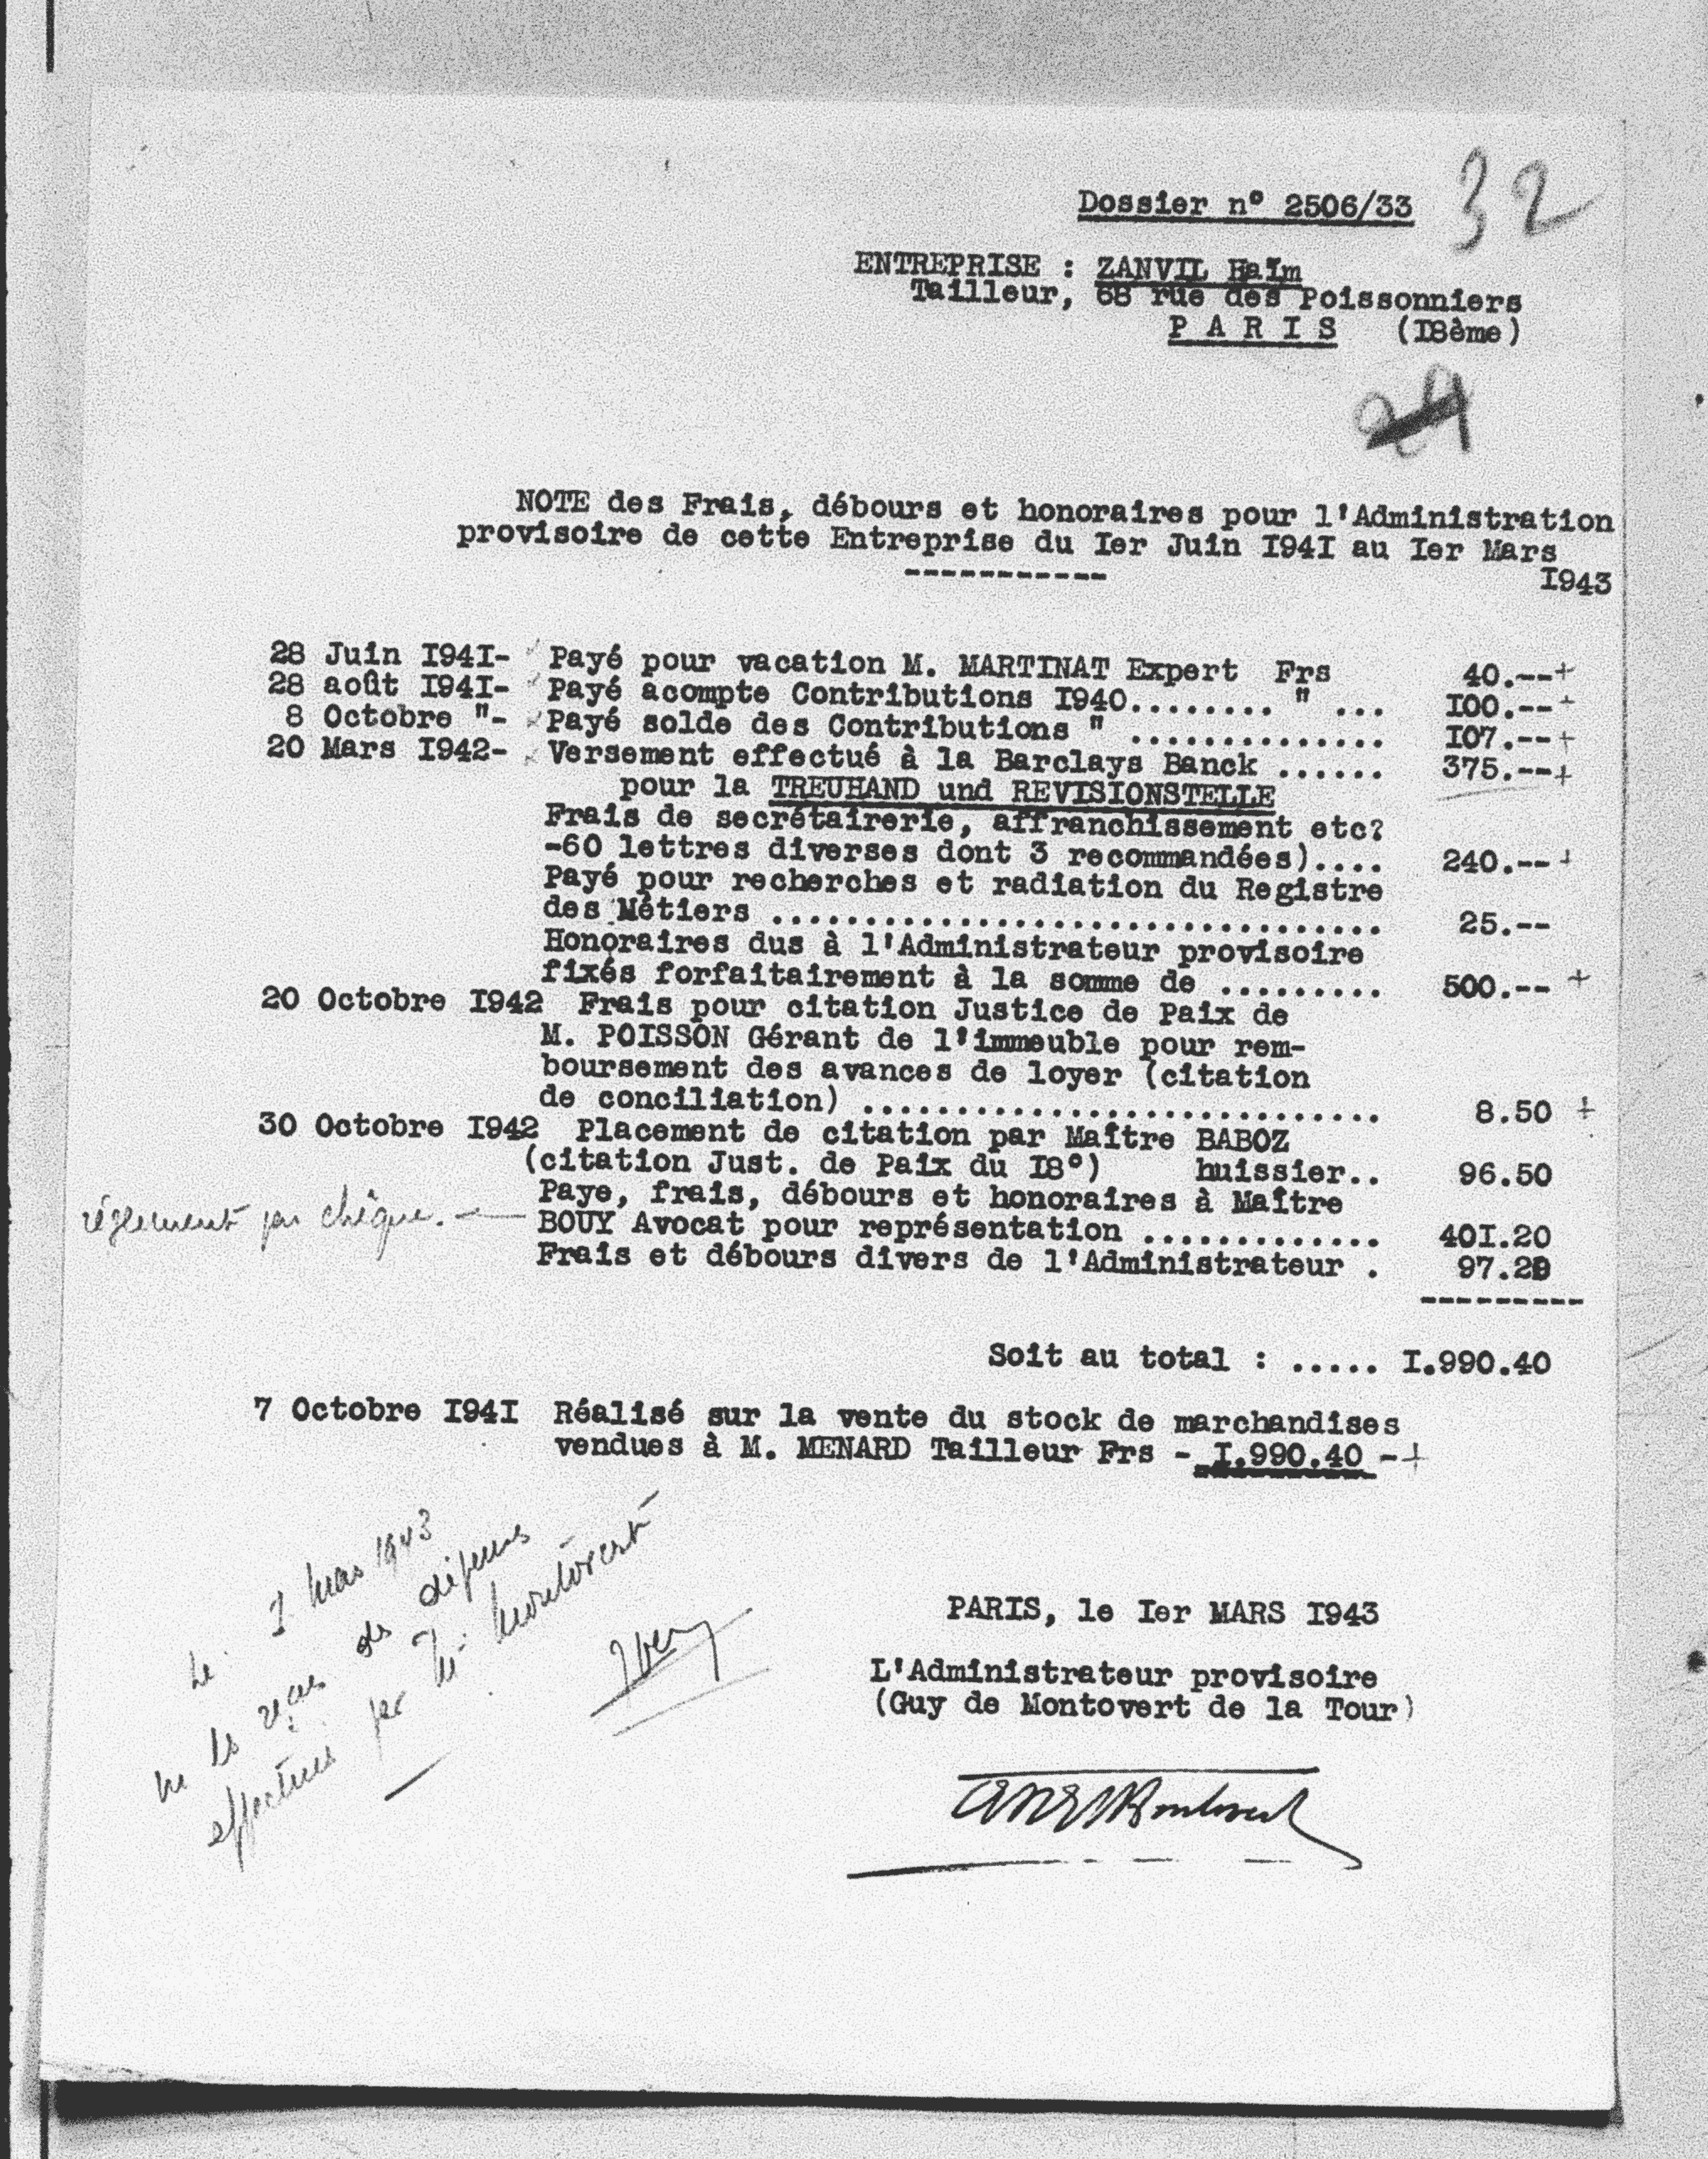 Dossier n° 2506/33
32
ENTREPRISE : ZANVIL Haïm
Tailleur, 68 rue des Poissonniers
P A R I S (I8ème)
NOTE des Frais, débours et honoraires pour l'Administration
provisoire de cette Entreprise du Ier Juin I94I au Ier Mars
I943
-----------
28 Juin I94I- Payé pour vacation M. MARTINAT Expert Frs 40.--+
28 août I94I- Payé acompte Contributions I940........ " ... I00.--+
8 Octobre "- Payé solde des Contributions " .............. I07.--+
20 Mars I942- Versement effectué à la Barclays Banck ...... 375.--+
pour la TREUHAND und REVISIONSTELLE
Frais de secrétairerie, affranchissement etc?
-60 lettres diverses dont 3 recommandées).... 240.--+
Payé pour recherches et radiation du Registre
des Métiers ................................. 25.--
Honoraires dus à l'Administrateur provisoire
fixés forfaitairement à la somme de ......... 500.-- +
20 Octobre I942 Frais pour citation Justice de Paix de
M. POISSON Gérant de l'immeuble pour rem-
boursement des avances de loyer (citation
de conciliation) ............................ 8.50 +
30 Octobre I942 Placement de citation par Maître BABOZ
(citation Just. de Paix du I8°) huissier.. 96.50
Paye, frais, débours et honoraires à Maître
règlement par chèque. — BOUY Avocat pour représentation ............. 40I.20
Frais et débours divers de l'Administrateur . 97.20
---------
Soit au total : ..... I.990.40
7 Octobre I94I Réalisé sur la vente du stock de marchandises
vendues à M. MENARD Tailleur Frs - I.990.40 -+
Le 2 Mars 1943
Vu les reçus des dépenses
effectuées par Mr Montovert
PARIS, le Ier MARS I943
L'Administrateur provisoire
(Guy de Montovert de la Tour)